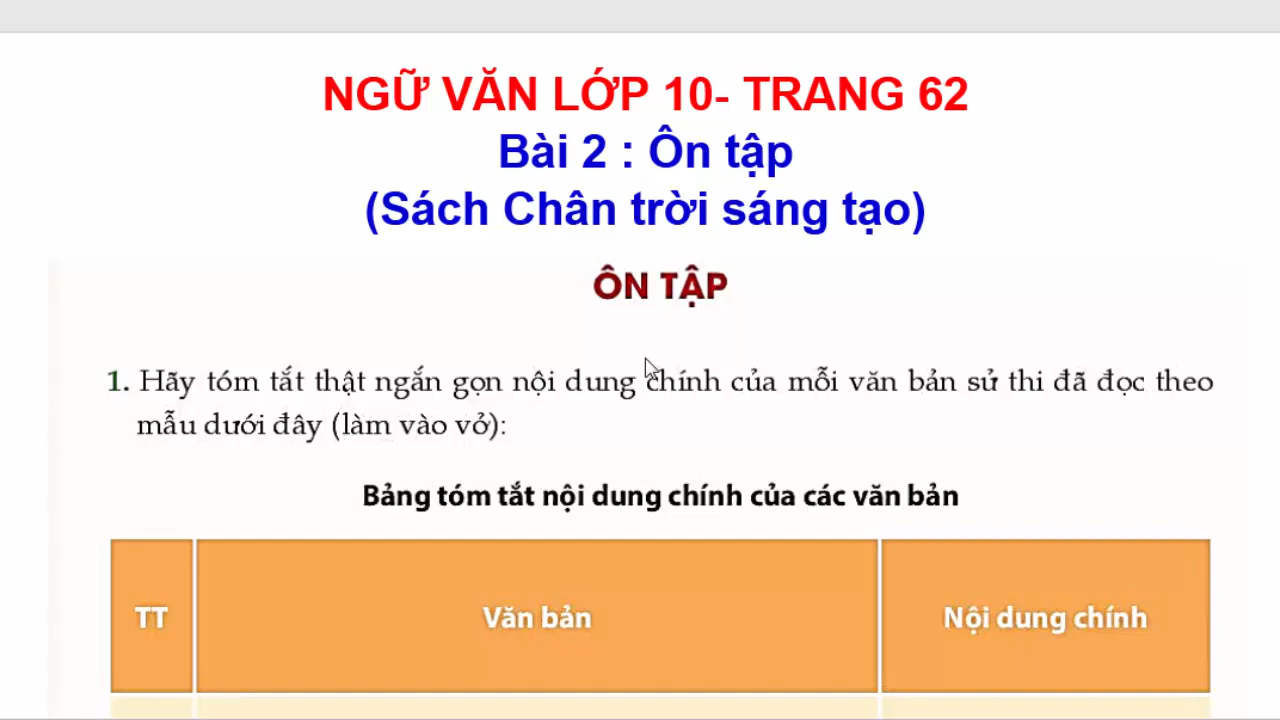 NGỮ VĂN LỚP 10- TRANG 62
Bài 2 : Ôn tập
(Sách Chân trời sáng tạo)
ÔN TẬP
1. Hãy tóm tắt thật ngắn gọn nội dung chính của mỗi văn bản sử thi đã đọc theo
mẫu dưới đây (làm vào vở):
Bảng tóm tắt nội dung chính của các văn bản
TT Văn bản Nội dung chính